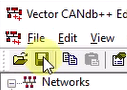 Vector CANdb++ Ed
File Edit View
Networks